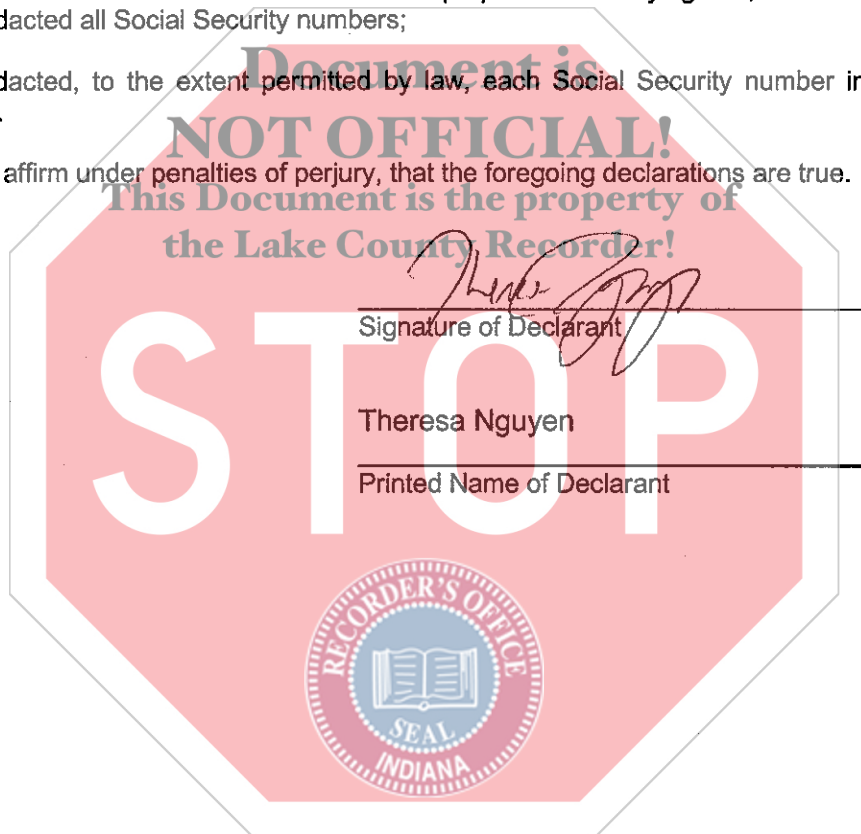 dacted all Social Security numbers;
dacted, to the extent permitted by law, each Social Security number in
Document is
NOT OFFICIAL!
affirm under penalties of perjury, that the foregoing declarations are true.
This Document is the property of
the Lake County Recorder!
Signature of Declarant
STOP
Theresa Nguyen
Printed Name of Declarant
RECORDER'S OFFICE
SEAL
INDIANA